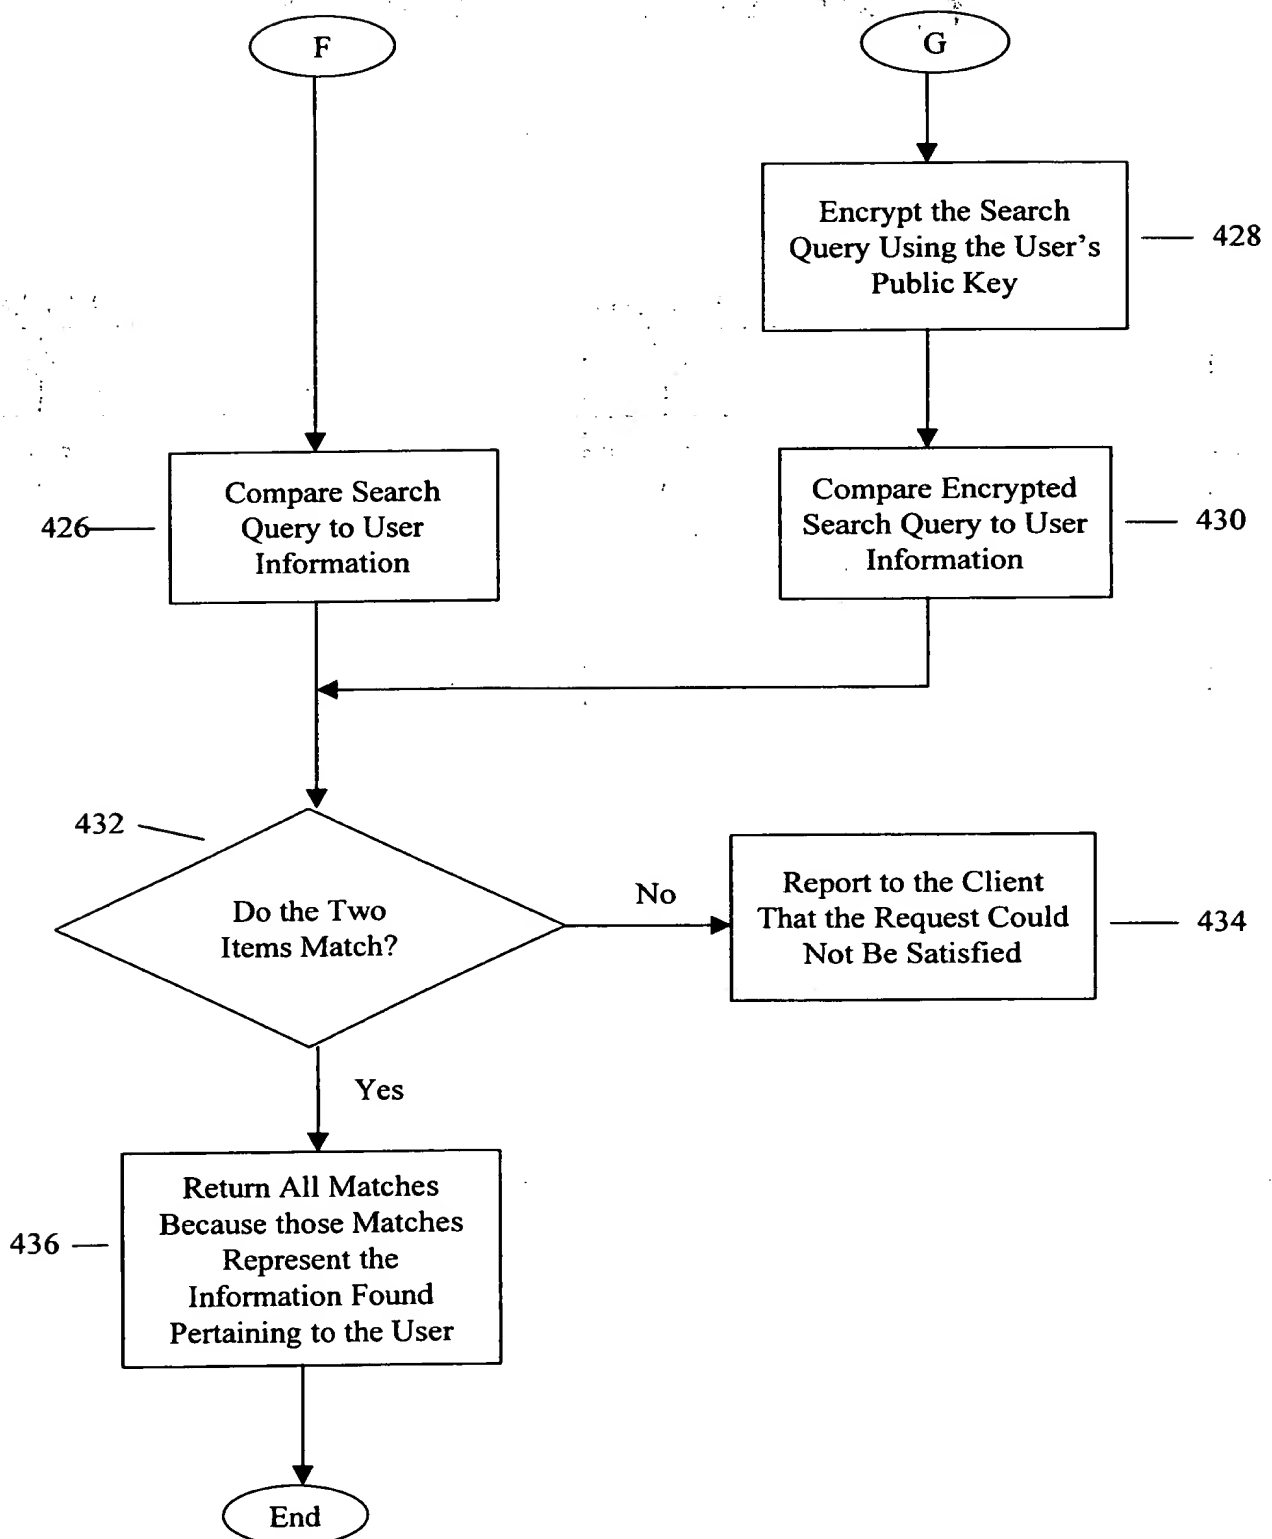 F
G
Encrypt the Search
Query Using the User's
Public Key
428
Compare Search
Query to User
Information
426
Compare Encrypted
Search Query to User
Information
430
432
Do the Two
Items Match?
No
Report to the Client
That the Request Could
Not Be Satisfied
434
Yes
Return All Matches
Because those Matches
Represent the
Information Found
Pertaining to the User
436
End